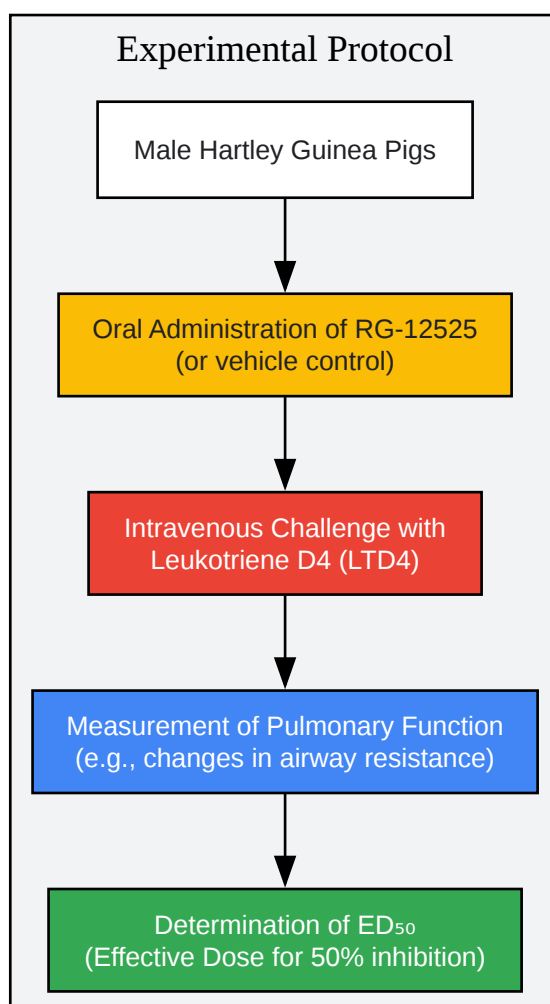 Experimental Protocol
Male Hartley Guinea Pigs
Oral Administration of RG-12525
(or vehicle control)
Intravenous Challenge with
Leukotriene D4 (LTD4)
Measurement of Pulmonary Function
(e.g., changes in airway resistance)
Determination of ED₅₀
(Effective Dose for 50% inhibition)